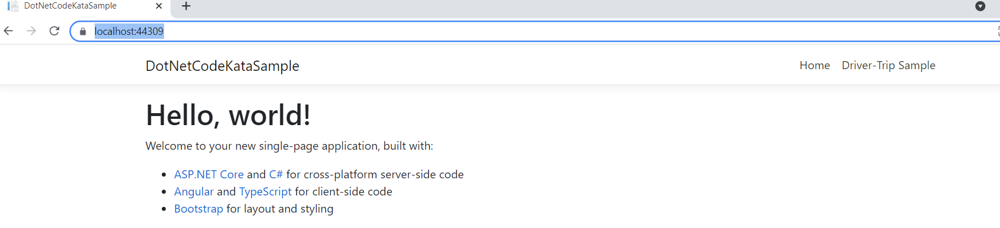 DotNetCodeKataSample
localhost:44309
DotNetCodeKataSample Home Driver-Trip Sample
Hello, world!
Welcome to your new single-page application, built with:
ASP.NET Core and C# for cross-platform server-side code
Angular and TypeScript for client-side code
Bootstrap for layout and styling